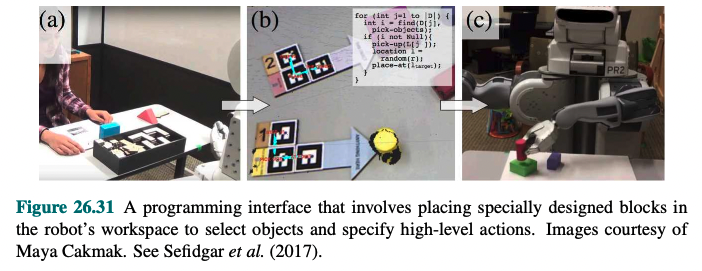 (a)
(b)
(c)
for (int j=1 to |D|) {
int i = find(D[j],
pick-objects);
if (i not Null){
pick-up(L[j ]);
location l =
random(r);
place-at(ltarget);
}
}
2
1
PR2
Figure 26.31 A programming interface that involves placing specially designed blocks in
the robot's workspace to select objects and specify high-level actions. Images courtesy of
Maya Cakmak. See Sefidgar et al. (2017).